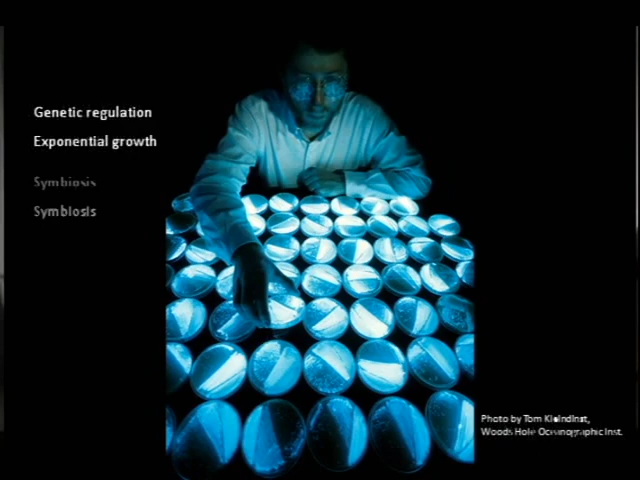 Genetic regulation
Exponential growth
Symbiosis
Symbiosis
Photo by Tom Kleindinst,
Woods Hole Oceanographic Inst.